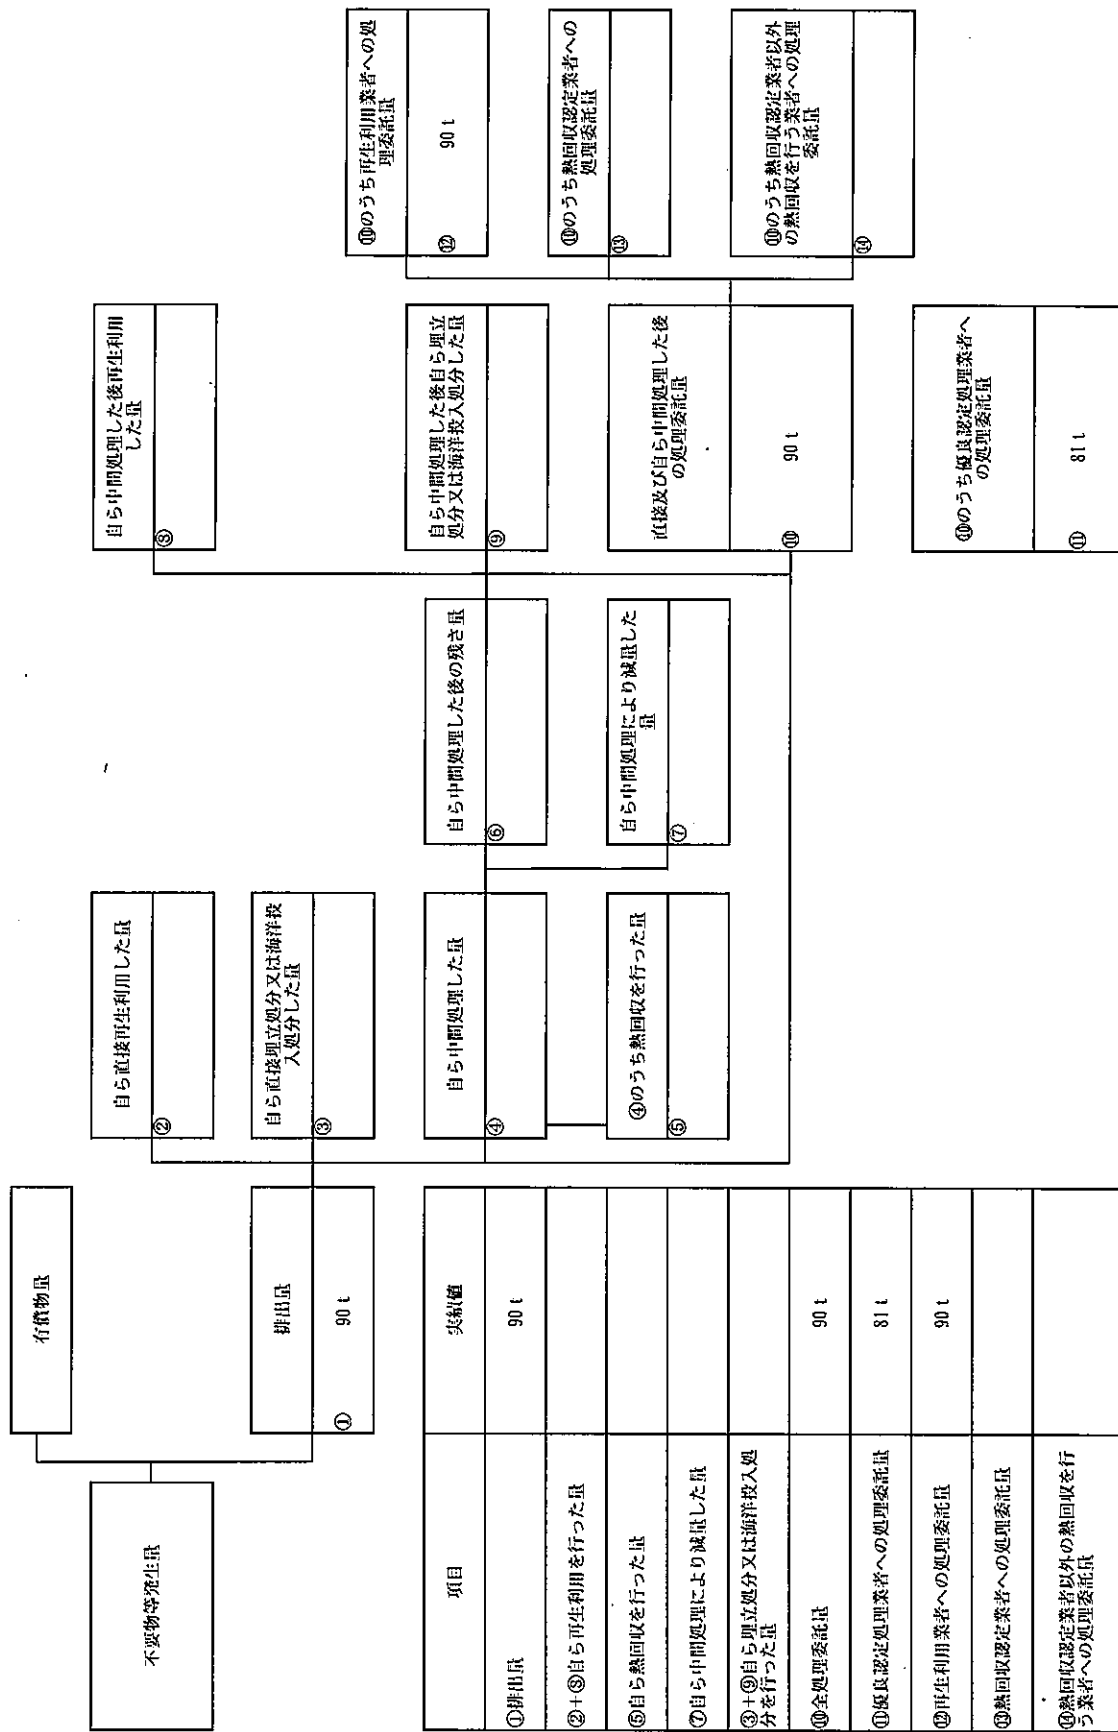 不要物等発生量
有償物量
排出量
① 90 t
自ら直接再生利用した量
②
自ら直接埋立処分又は海洋投
入処分した量
③
自ら中間処理した量
④
④のうち熱回収を行った量
⑤
自ら中間処理した後の残さ量
⑥
自ら中間処理により減量した
量
⑦
自ら中間処理した後再生利用
した量
⑧
自ら中間処理した後自ら埋立
処分又は海洋投入処分した量
⑨
直接及び自ら中間処理した後
の処理委託量
⑩ 90 t
⑩のうち優良認定処理業者へ
の処理委託量
⑪ 81 t
⑩のうち再生利用業者への処
理委託量
⑫ 90 t
⑩のうち熱回収認定業者への
処理委託量
⑬
⑩のうち熱回収認定業者以外
の熱回収を行う業者への処理
委託量
⑭
項目 実績値
①排出量 90 t
②+⑧自ら再生利用を行った量
⑤自ら熱回収を行った量
⑦自ら中間処理により減量した量
③+⑨自ら埋立処分又は海洋投入処
分を行った量
⑩全処理委託量 90 t
⑪優良認定処理業者への処理委託量 81 t
⑫再生利用業者への処理委託量 90 t
⑬熱回収認定業者への処理委託量
⑭熱回収認定業者以外の熱回収を行
う業者への処理委託量